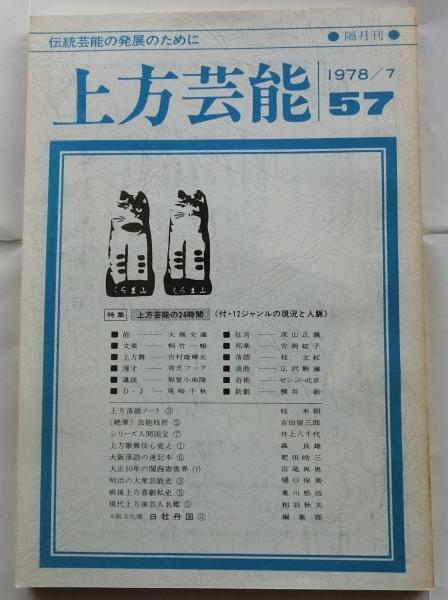 伝統芸能の発展のために
●隔月刊●
上方芸能
1978／7
57
くらま山
くらま山
特集 上方芸能の24時間 《付・12ジャンルの現況と人脈》
■能──大槻文蔵
■狂言──茂山正義
■文楽──桐竹一暢
■邦楽──吉岡紘子
■上方舞──吉村雄輝夫
■落語──桂文紅
■漫才──青芝フック
■浪曲──広沢駒蔵
■講談──旭堂小南陵
■奇術──ゼンジー北京
■D・J──尾崎千秋
■新劇──横井新
上方落語ノート③ 桂米朝
〔絶筆〕芸能枝折⑤ 吉田留三郎
シリーズ人間国宝⑦ 井上八千代
上方歌舞伎心覚え① 森良雄
大阪落語の速記本⑥ 肥田晧三
大正10年の関西寄席界(下) 宮尾與男
明治の大衆芸能史③ 樋口保美
戦後上方喜劇私史⑤ 東川松治
現代上方演芸人名鑑⑤ 相羽秋夫
大阪文化風 白牡丹図 編集部